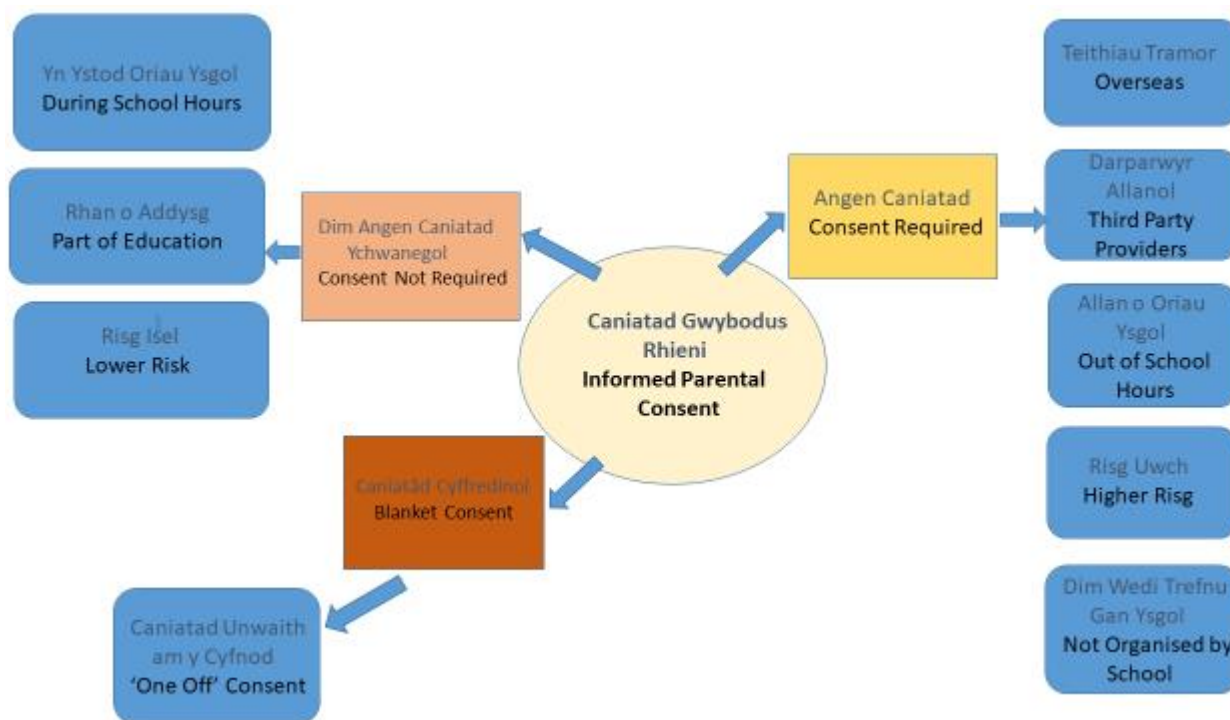 Yn Ystod Oriau Ysgol
During School Hours
Rhan o Addysg
Part of Education
Risg Isel
Lower Risk
Dim Angen Caniatad
Ychwanegol
Consent Not Required
Caniatad Gwybodus
Rhieni
Informed Parental
Consent
Caniatâd Cyffredinol
Blanket Consent
Caniatad Unwaith
am y Cyfnod
‘One Off’ Consent
Angen Caniatad
Consent Required
Teithiau Tramor
Overseas
Darparwyr
Allanol
Third Party
Providers
Allan o Oriau
Ysgol
Out of School
Hours
Risg Uwch
Higher Risg
Dim Wedi Trefnu
Gan Ysgol
Not Organised by
School